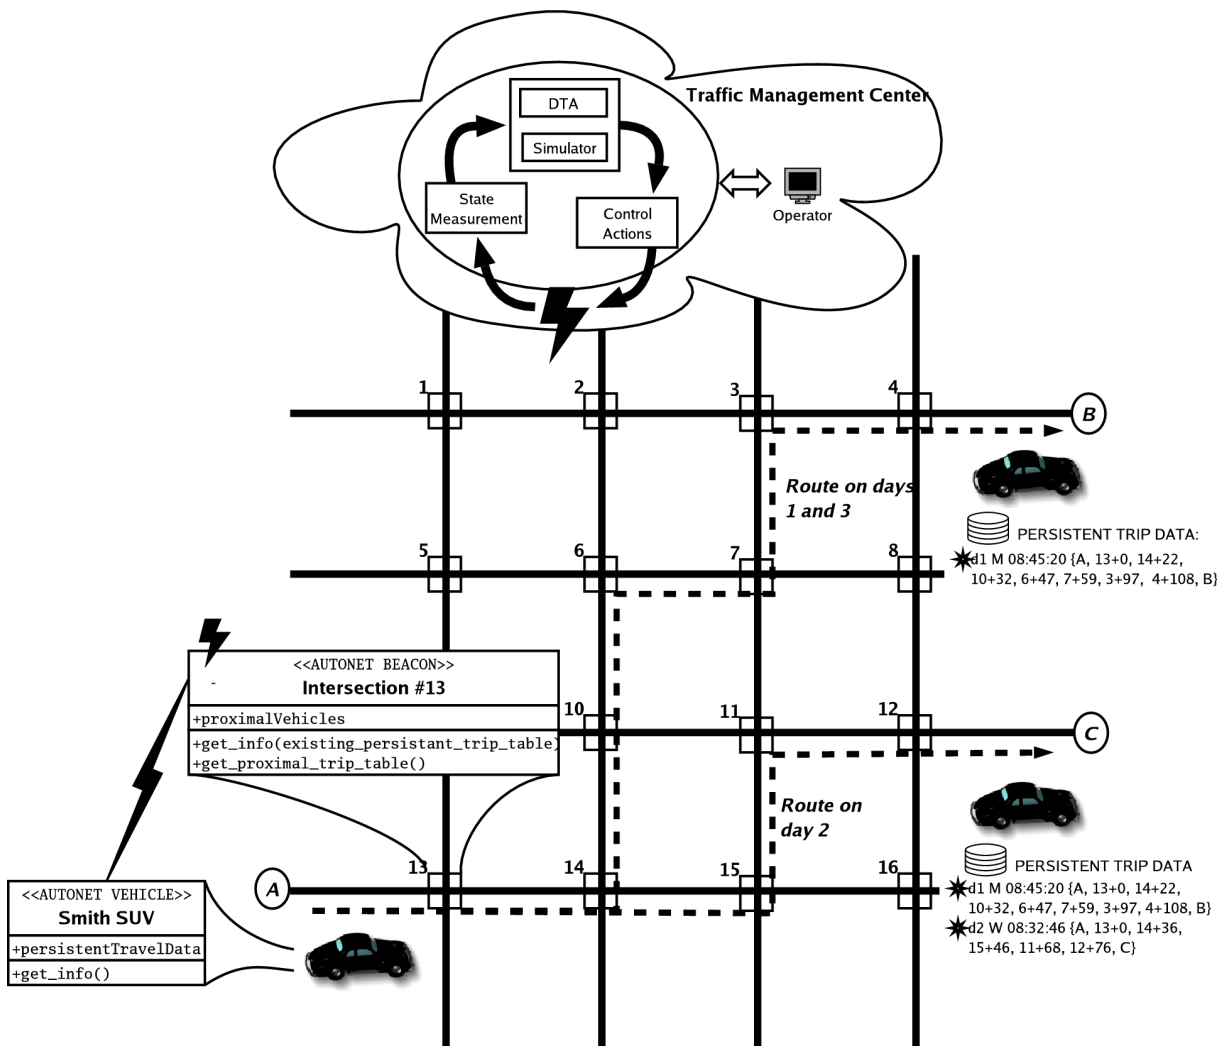 Traffic Management Center
DTA
Simulator
State
Measurement
Control
Actions
Operator
1
2
3
4
B
Route on days
1 and 3
PERSISTENT TRIP DATA:
d1 M 08:45:20 {A, 13+0, 14+22,
10+32, 6+47, 7+59, 3+97, 4+108, B}
5
6
7
8
<<AUTONET BEACON>>
- 
Intersection #13
+proximalVehicles
+get_info(existing_persistant_trip_table)
+get_proximal_trip_table()
10
11
12
C
Route on
day 2
13
14
15
16
A
PERSISTENT TRIP DATA
d1 M 08:45:20 {A, 13+0, 14+22,
10+32, 6+47, 7+59, 3+97, 4+108, B}
d2 W 08:32:46 {A, 13+0, 14+36,
15+46, 11+68, 12+76, C}
<<AUTONET VEHICLE>>
Smith SUV
+persistentTravelData
+get_info()